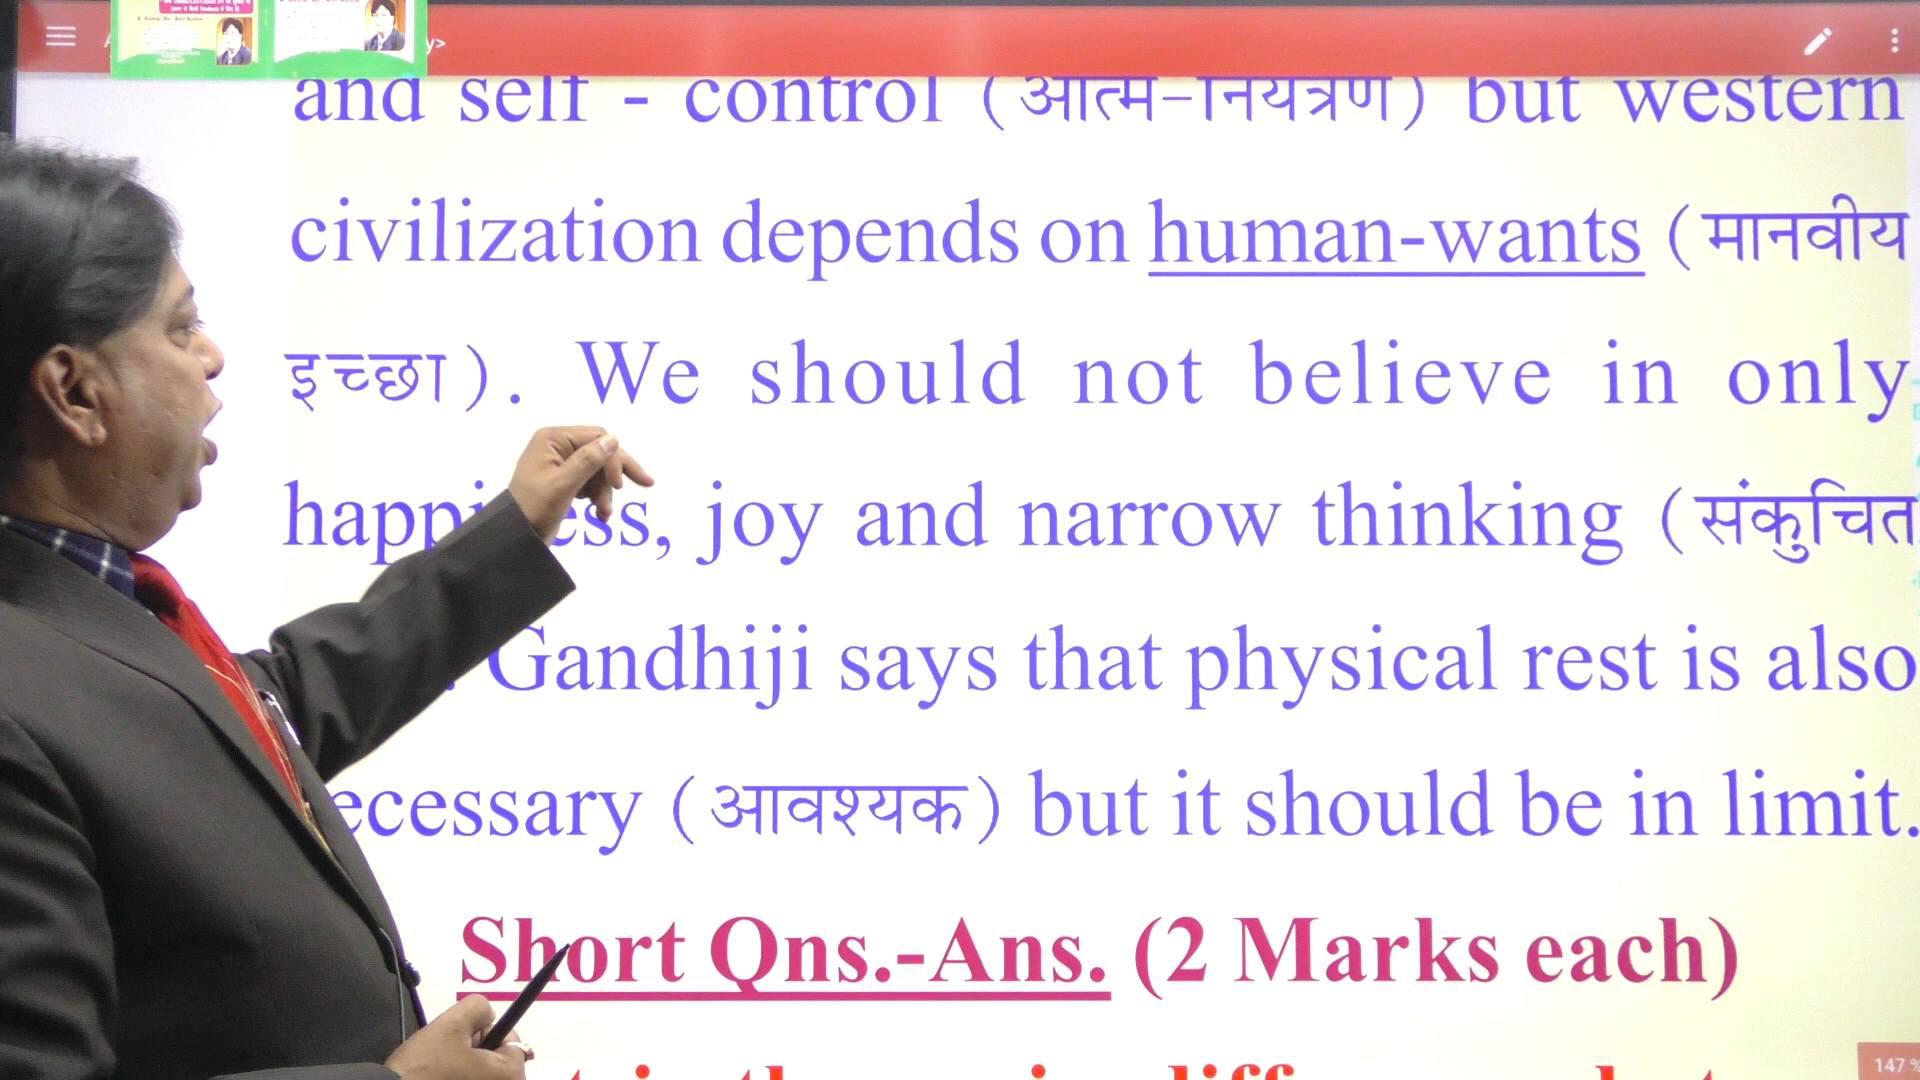 and self - control (आत्म-नियंत्रण) but western
civilization depends on human-wants (मानवीय
इच्छा). We should not believe in only
happiness, joy and narrow thinking (संकुचित
Gandhiji says that physical rest is also
ecessary (आवश्यक) but it should be in limit.
Short Qns.-Ans. (2 Marks each)
147 %